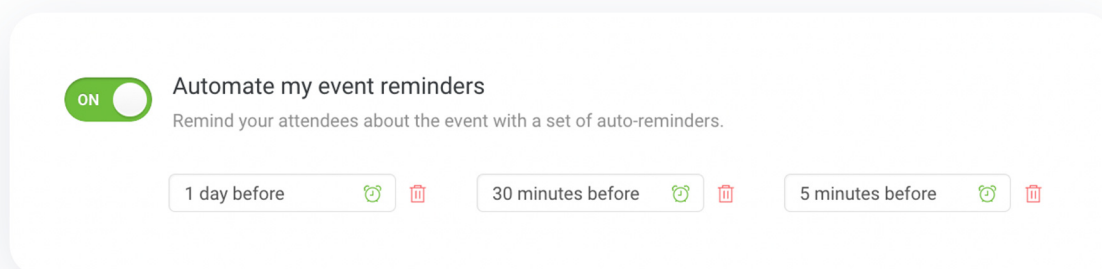 ON
Automate my event reminders
Remind your attendees about the event with a set of auto-reminders.
1 day before
30 minutes before
5 minutes before